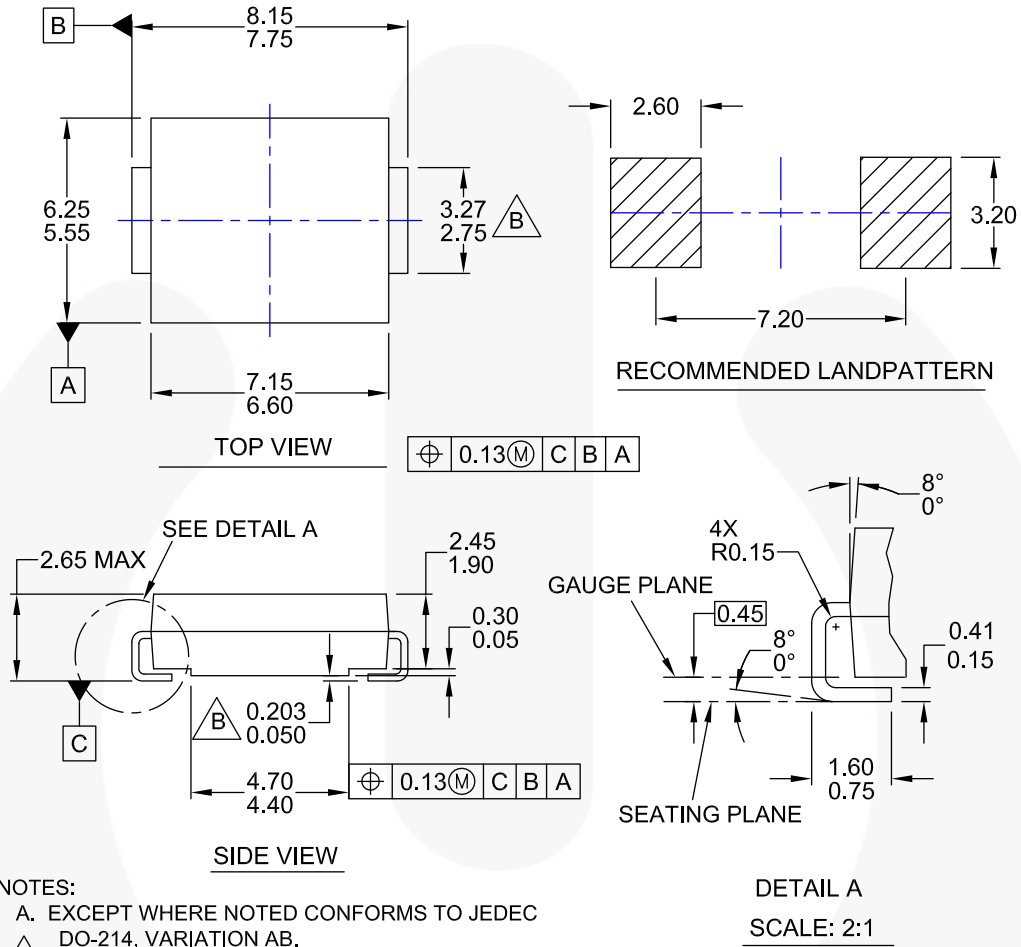 B
8.15
7.75
6.25
5.55
3.27
2.75
B
A
7.15
6.60
TOP VIEW
⌖ 0.13Ⓜ C B A
2.60
3.20
7.20
RECOMMENDED LANDPATTERN
SEE DETAIL A
2.65 MAX
2.45
1.90
0.30
0.05
C
B
0.203
0.050
4.70
4.40
⌖ 0.13Ⓜ C B A
SIDE VIEW
8°
0°
4X
R0.15
GAUGE PLANE
0.45
8°
0°
0.41
0.15
1.60
0.75
SEATING PLANE
DETAIL A
SCALE: 2:1
NOTES:
A. EXCEPT WHERE NOTED CONFORMS TO JEDEC
DO-214, VARIATION AB.